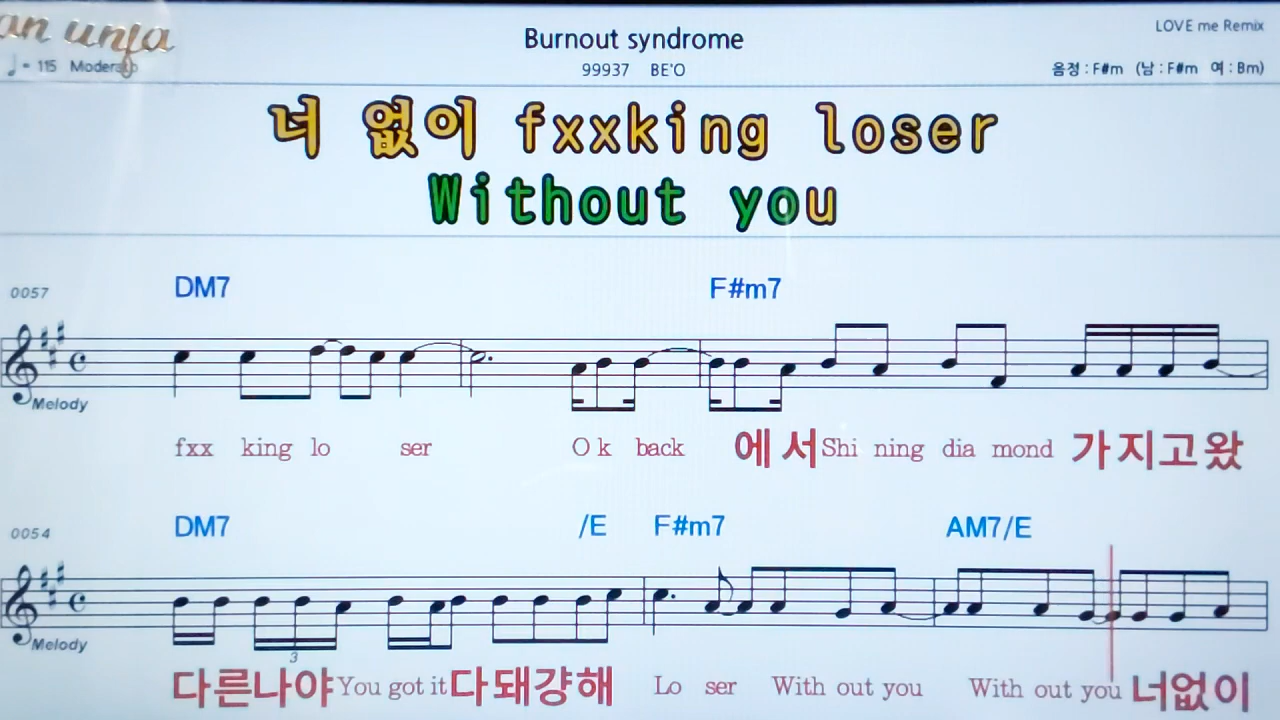 LOVE me Remix
Burnout syndrome
♩= 115
99937 BE'O
음정 : F#m (남 : F#m 여 : Bm)
너 없이 fxxking loser
Without you
0057 DM7 F#m7
Melody
fxx king lo ser O k back 에 서 Shi ning dia mond 가 지 고 왔
0054 DM7 /E F#m7 AM7/E
3
Melody
다 른 나 야 You got it 다 돼 걍 해 Lo ser With out you With out you 너 없 이